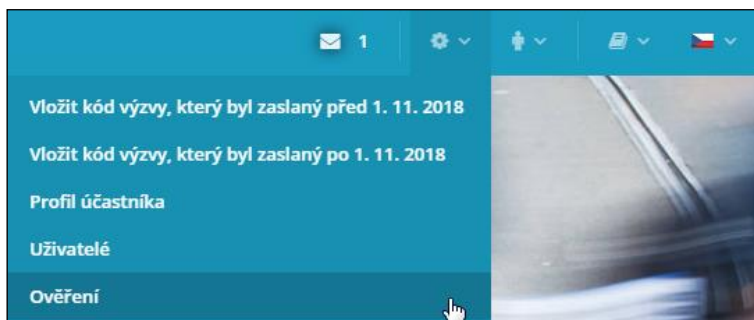 1
Vložit kód výzvy, který byl zaslaný před 1. 11. 2018
Vložit kód výzvy, který byl zaslaný po 1. 11. 2018
Profil účastníka
Uživatelé
Ověření